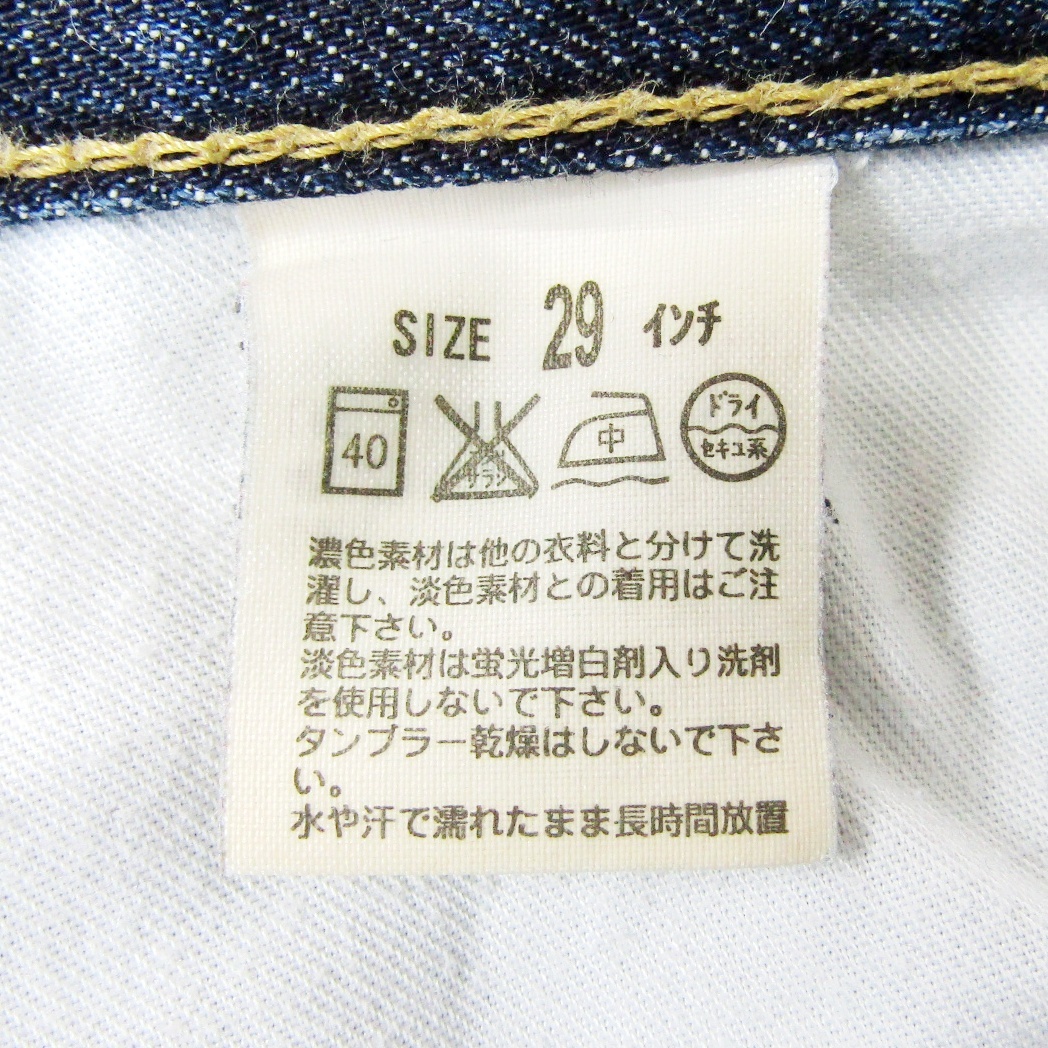 SIZE 29 インチ
40 エンソ サラシ 中 ドライ セキユ系
濃色素材は他の衣料と分けて洗
濯し、淡色素材との着用はご注
意下さい。
淡色素材は蛍光増白剤入り洗剤
を使用しないで下さい。
タンブラー乾燥はしないで下さ
い。
水や汗で濡れたまま長時間放置